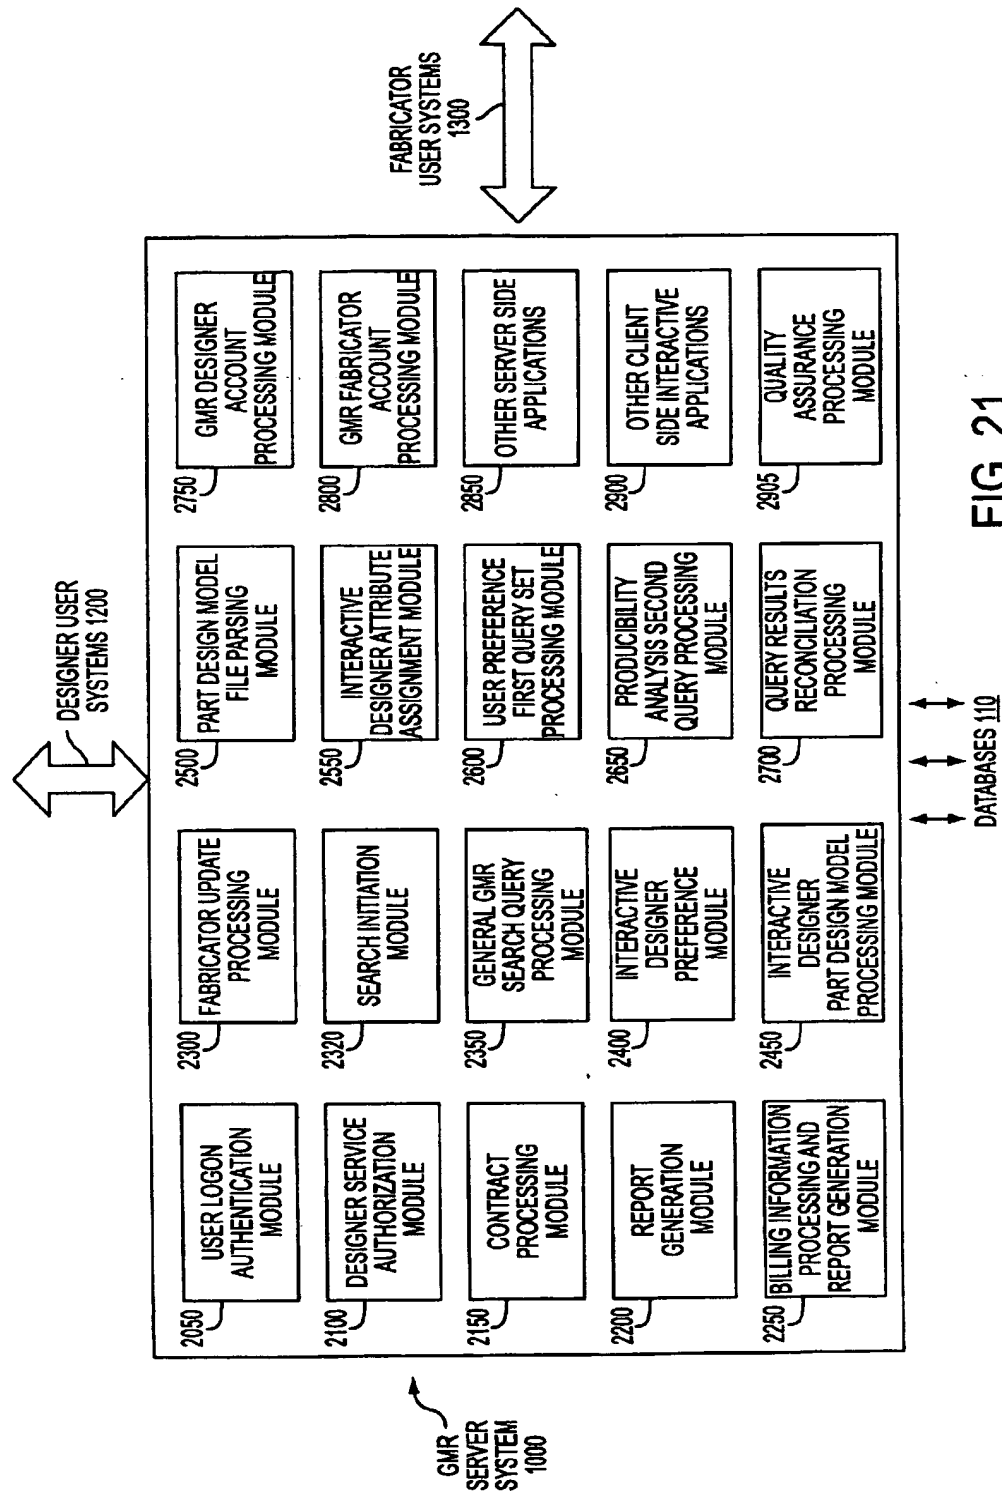 DESIGNER USER
SYSTEMS 1200
FABRICATOR
USER SYSTEMS
1300
GMR
SERVER
SYSTEM
1000
2050
USER LOGON
AUTHENTICATION
MODULE
2100
DESIGNER SERVICE
AUTHORIZATION
MODULE
2150
CONTRACT
PROCESSING
MODULE
2200
REPORT
GENERATION
MODULE
2250
BILLING INFORMATION
PROCESSING AND
REPORT GENERATION
MODULE
2300
FABRICATOR UPDATE
PROCESSING
MODULE
2320
SEARCH INITIATION
MODULE
2350
GENERAL GMR
SEARCH QUERY
PROCESSING
MODULE
2400
INTERACTIVE
DESIGNER
PREFERENCE
MODULE
2450
INTERACTIVE
DESIGNER
PART DESIGN MODEL
PROCESSING MODULE
2500
PART DESIGN MODEL
FILE PARSING
MODULE
2550
INTERACTIVE
DESIGNER ATTRIBUTE
ASSIGNMENT MODULE
2600
USER PREFERENCE
FIRST QUERY SET
PROCESSING MODULE
2650
PRODUCIBILITY
ANALYSIS SECOND
QUERY PROCESSING
MODULE
2700
QUERY RESULTS
RECONCILIATION
PROCESSING
MODULE
2750
GMR DESIGNER
ACCOUNT
PROCESSING MODULE
2800
GMR FABRICATOR
ACCOUNT
PROCESSING MODULE
2850
OTHER SERVER SIDE
APPLICATIONS
2900
OTHER CLIENT
SIDE INTERACTIVE
APPLICATIONS
2905
QUALITY
ASSURANCE
PROCESSING
MODULE
DATABASES 110
FIG. 21